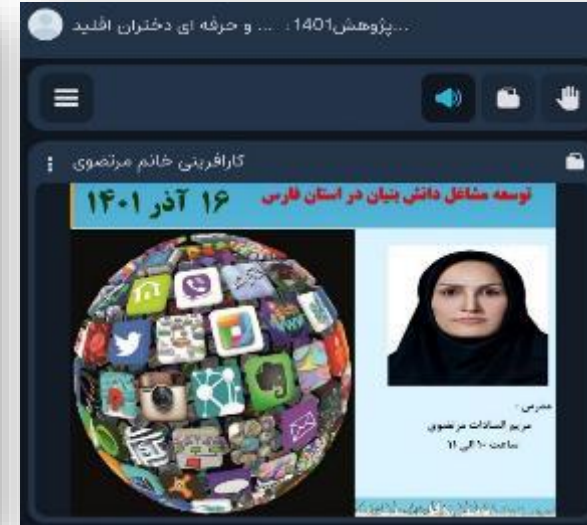 ...پژوهش1401: ... و حرفه ای دختران اقلید
کارافرینی خانم مرتضوی
توسعه مشاغل دانش بنیان در استان فارس
۱۶ آذر ۱۴۰۱
مدرس:
مریم السادات مرتضوی
ساعت ۱۰ الی ۱۱